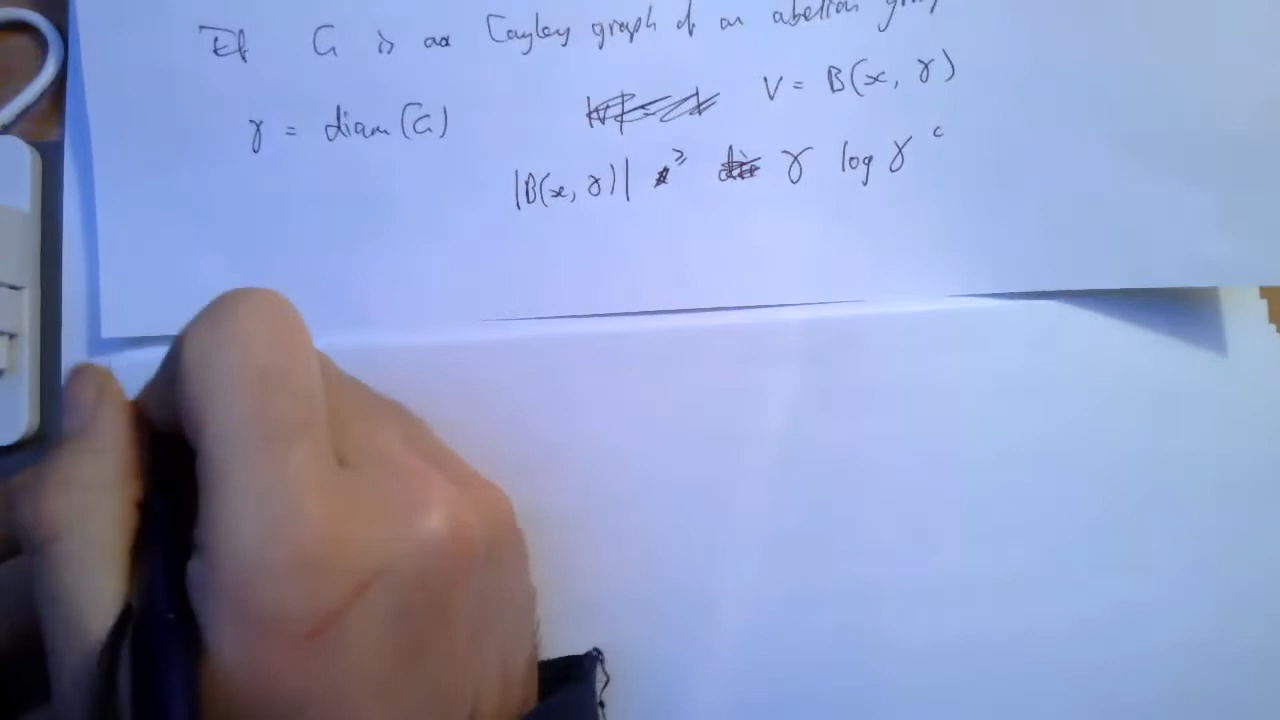 If G is a Cayley graph of an abelian
γ = diam(G) V = B(x, γ)
|B(x, γ)| ≥ γ log γ^c